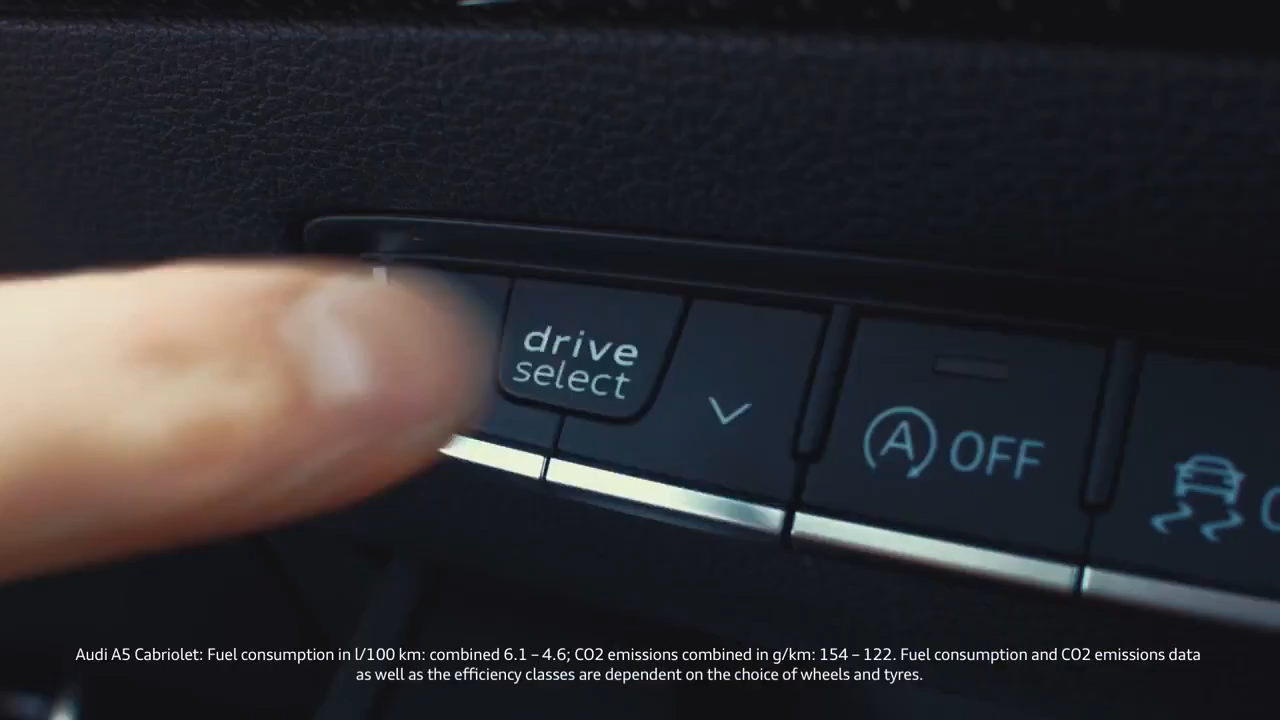 drive
select
A OFF
Audi A5 Cabriolet: Fuel consumption in l/100 km: combined 6.1 – 4.6; CO2 emissions combined in g/km: 154 – 122. Fuel consumption and CO2 emissions data
as well as the efficiency classes are dependent on the choice of wheels and tyres.